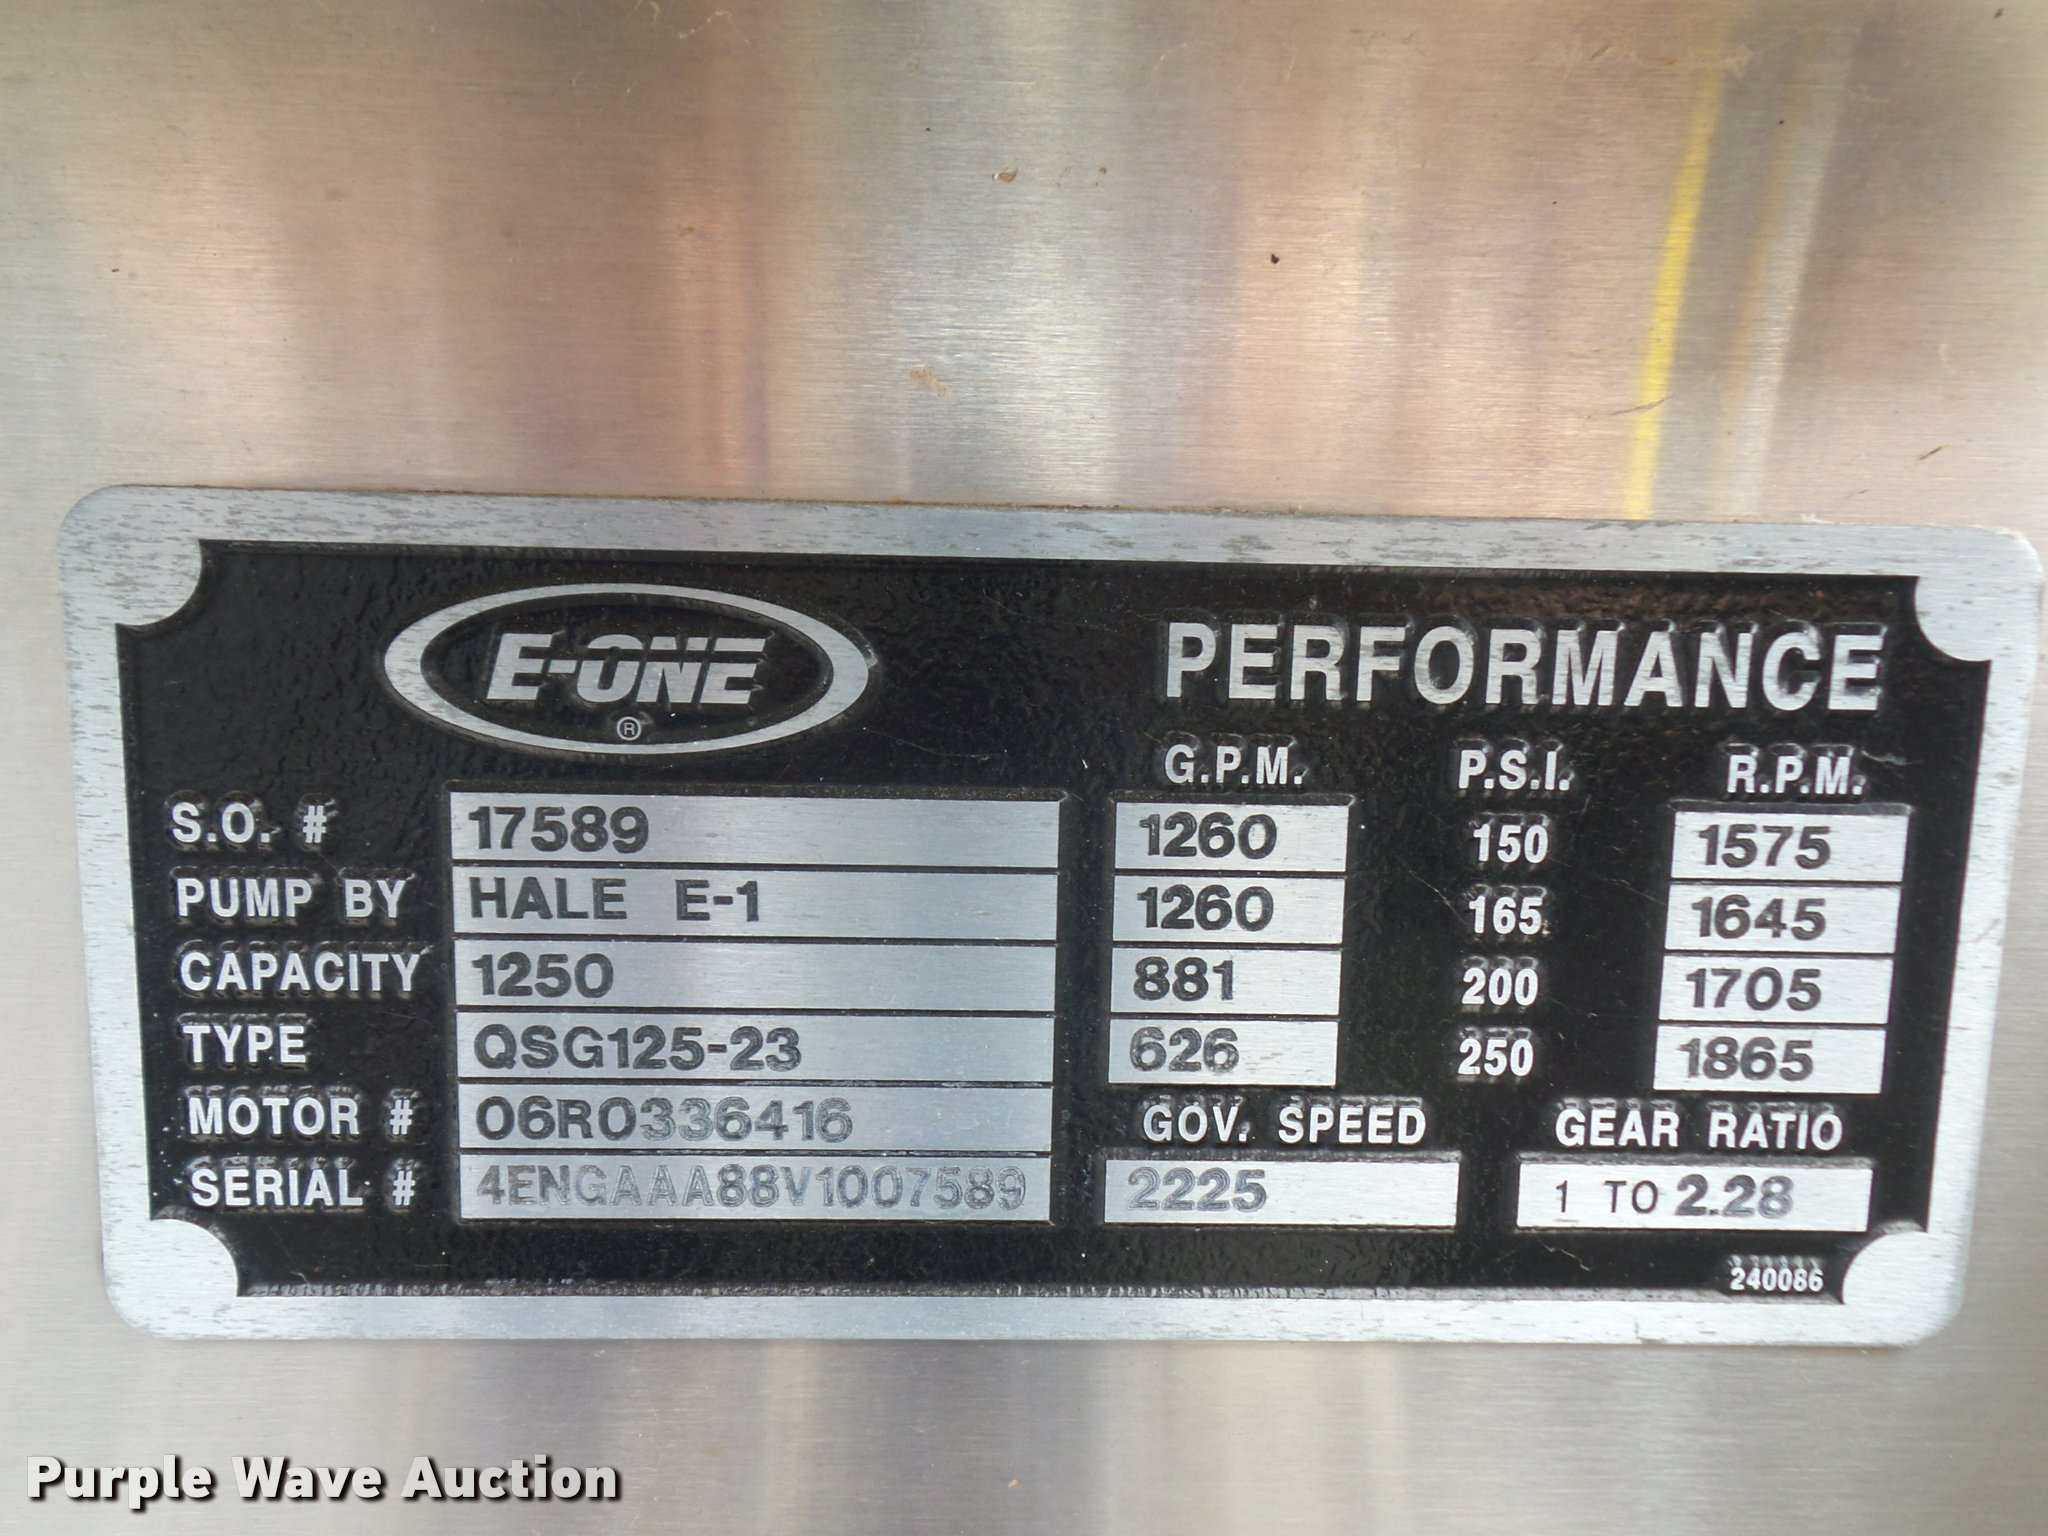 E-ONE
®
S.O. # 17589
PUMP BY HALE E-1
CAPACITY 1250
TYPE QSG125-23
MOTOR # 06R0336416
SERIAL # 4ENGAAA88V1007589
PERFORMANCE
G.P.M. P.S.I. R.P.M.
1260 150 1575
1260 165 1645
881 200 1705
626 250 1865
GOV. SPEED GEAR RATIO
2225 1 TO 2.28
240086
Purple Wave Auction